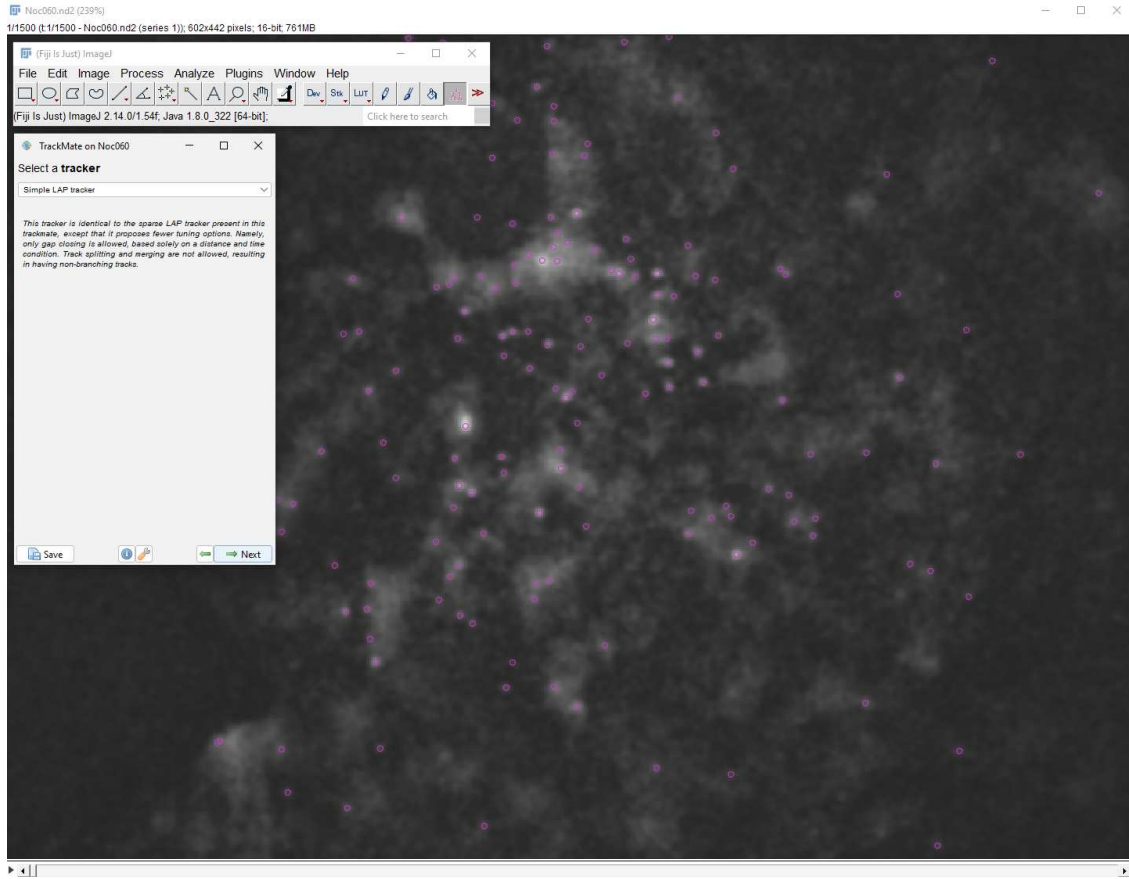 Noc060.nd2 (239%)
1/1500 (t:1/1500 - Noc060.nd2 (series 1)); 602x442 pixels; 16-bit; 761MB
(Fiji Is Just) ImageJ
File Edit Image Process Analyze Plugins Window Help
Dev Stk LUT
(Fiji Is Just) ImageJ 2.14.0/1.54f; Java 1.8.0_322 [64-bit];
Click here to search
TrackMate on Noc060
Select a tracker
Simple LAP tracker
This tracker is identical to the sparse LAP tracker present in this
trackmate, except that it proposes fewer tuning options. Namely,
only gap closing is allowed, based solely on a distance and time
condition. Track splitting and merging are not allowed, resulting
in having non-branching tracks.
Save
Next